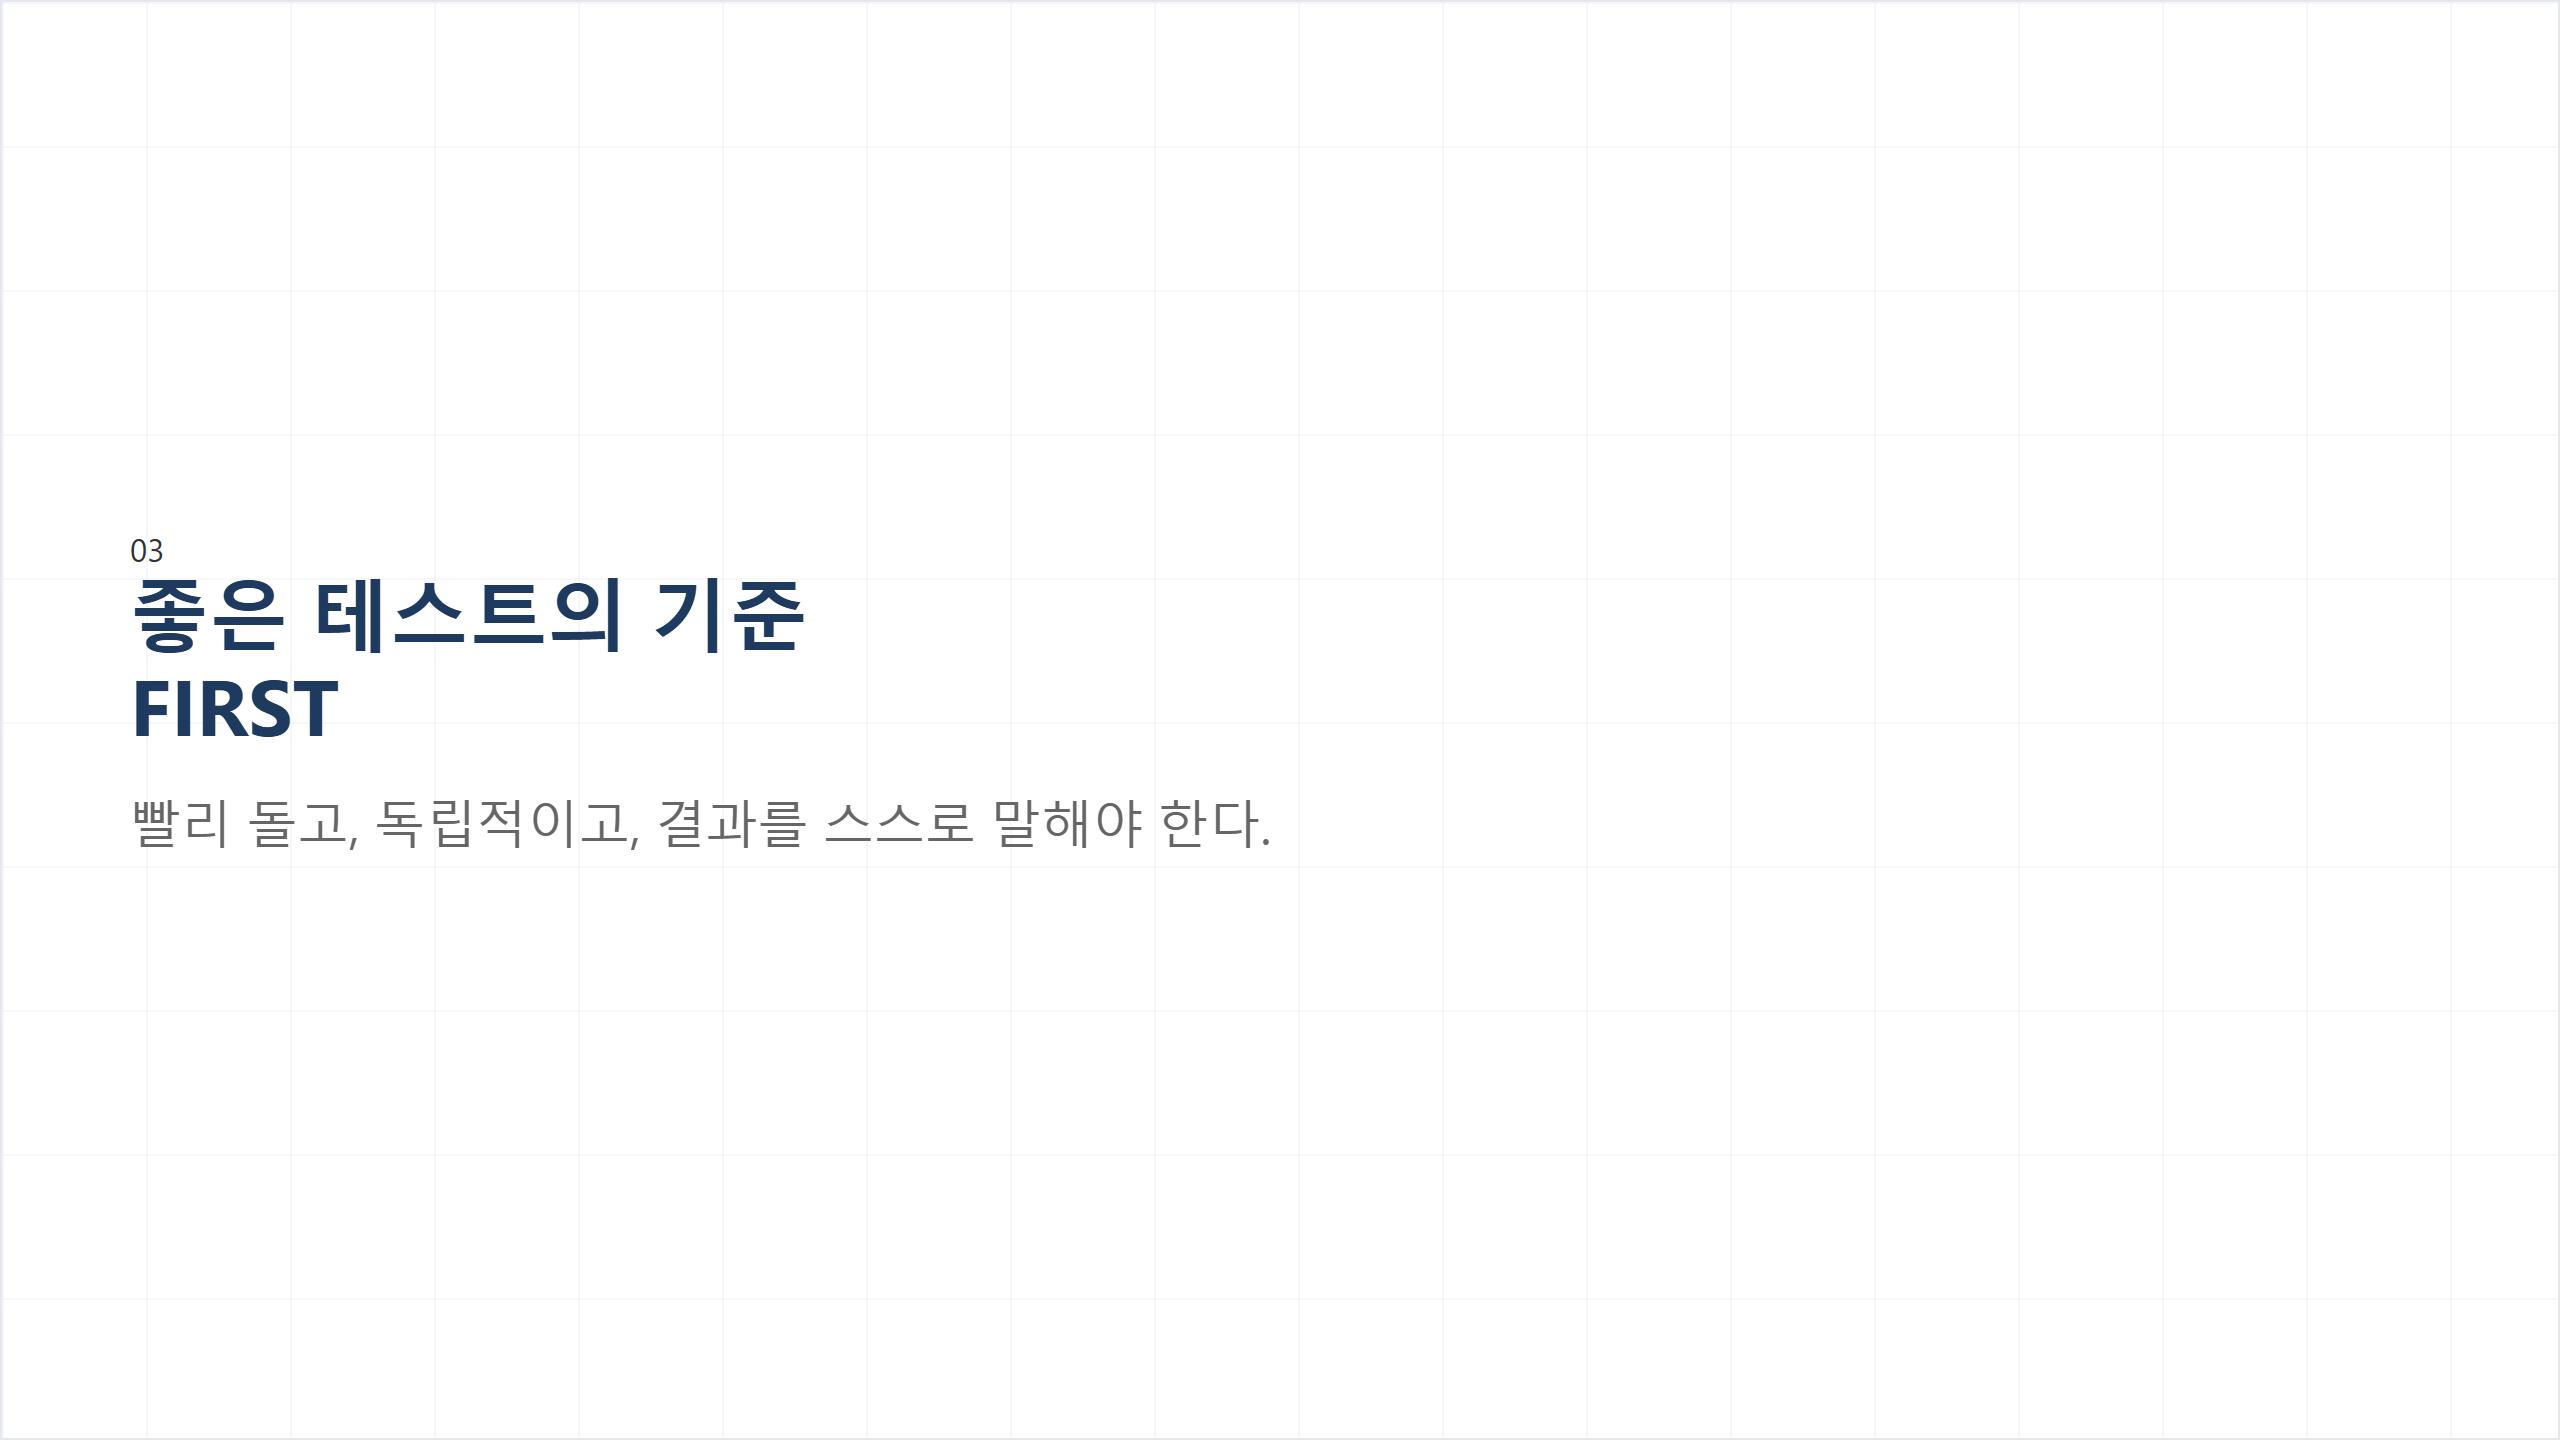 03
좋은 테스트의 기준
FIRST
빨리 돌고, 독립적이고, 결과를 스스로 말해야 한다.